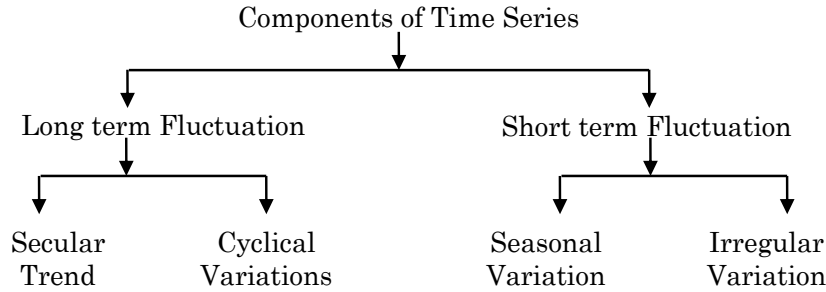 Components of Time Series
Long term Fluctuation
Short term Fluctuation
Secular
Trend
Cyclical
Variations
Seasonal
Variation
Irregular
Variation